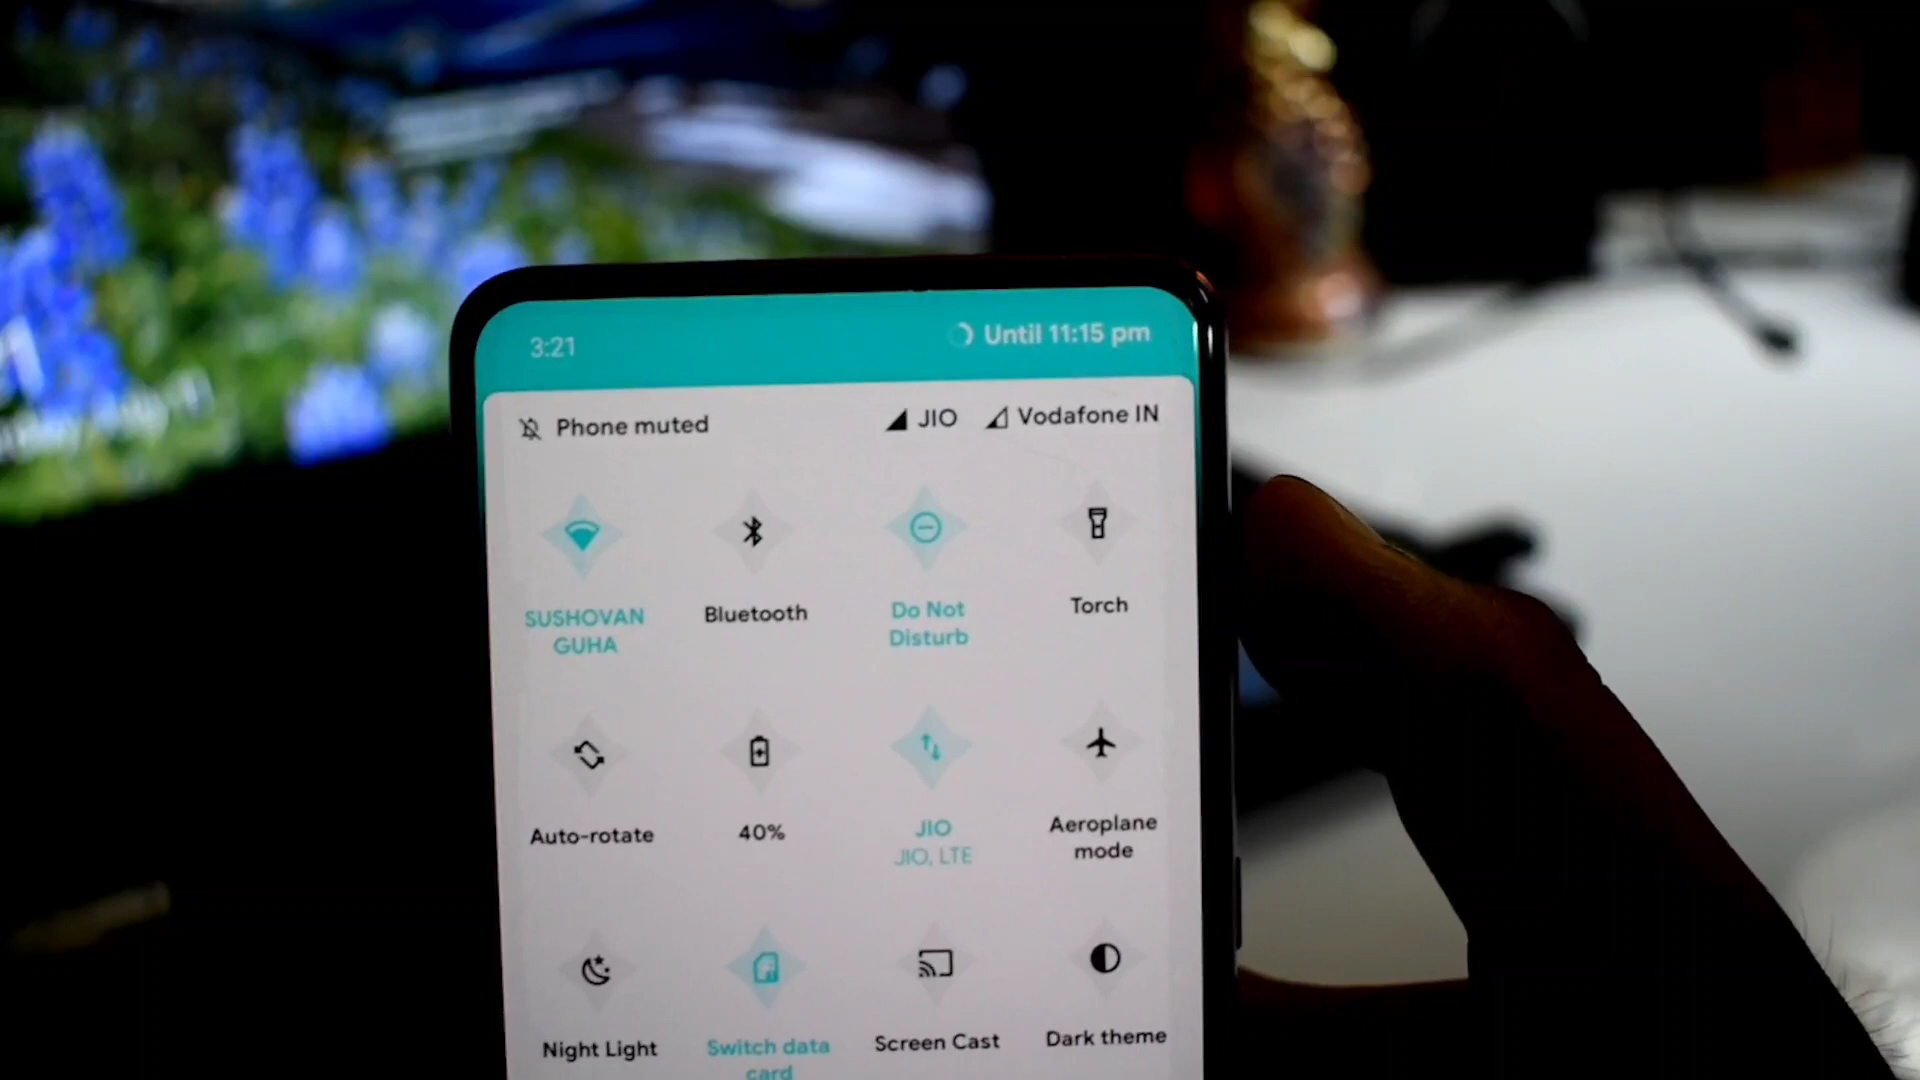 3:21
Until 11:15 pm
Phone muted
JIO
Vodafone IN
SUSHOVAN
GUHA
Bluetooth
Do Not
Disturb
Torch
Auto-rotate
40%
JIO
JIO, LTE
Aeroplane
mode
Night Light
Switch data
card
Screen Cast
Dark theme